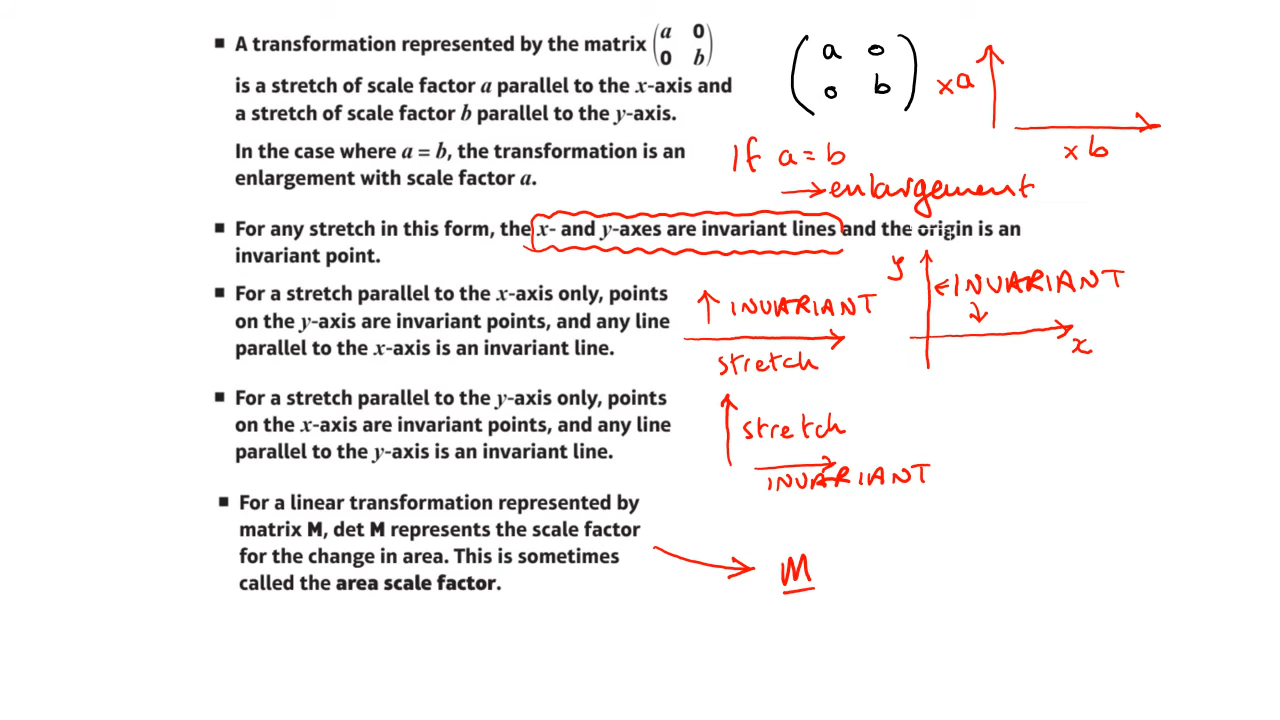 ■ A transformation represented by the matrix (a 0
0 b)
is a stretch of scale factor a parallel to the x-axis and
a stretch of scale factor b parallel to the y-axis.
In the case where a = b, the transformation is an
enlargement with scale factor a.
(a 0
0 b)
×a
×b
If a = b
→ enlargement
■ For any stretch in this form, the x- and y-axes are invariant lines and the origin is an
invariant point.
■ For a stretch parallel to the x-axis only, points
on the y-axis are invariant points, and any line
parallel to the x-axis is an invariant line.
↑ INVARIANT
stretch
y
← INVARIANT
↓
x
■ For a stretch parallel to the y-axis only, points
on the x-axis are invariant points, and any line
parallel to the y-axis is an invariant line.
stretch
INVARIANT
■ For a linear transformation represented by
matrix M, det M represents the scale factor
for the change in area. This is sometimes
called the area scale factor.
M